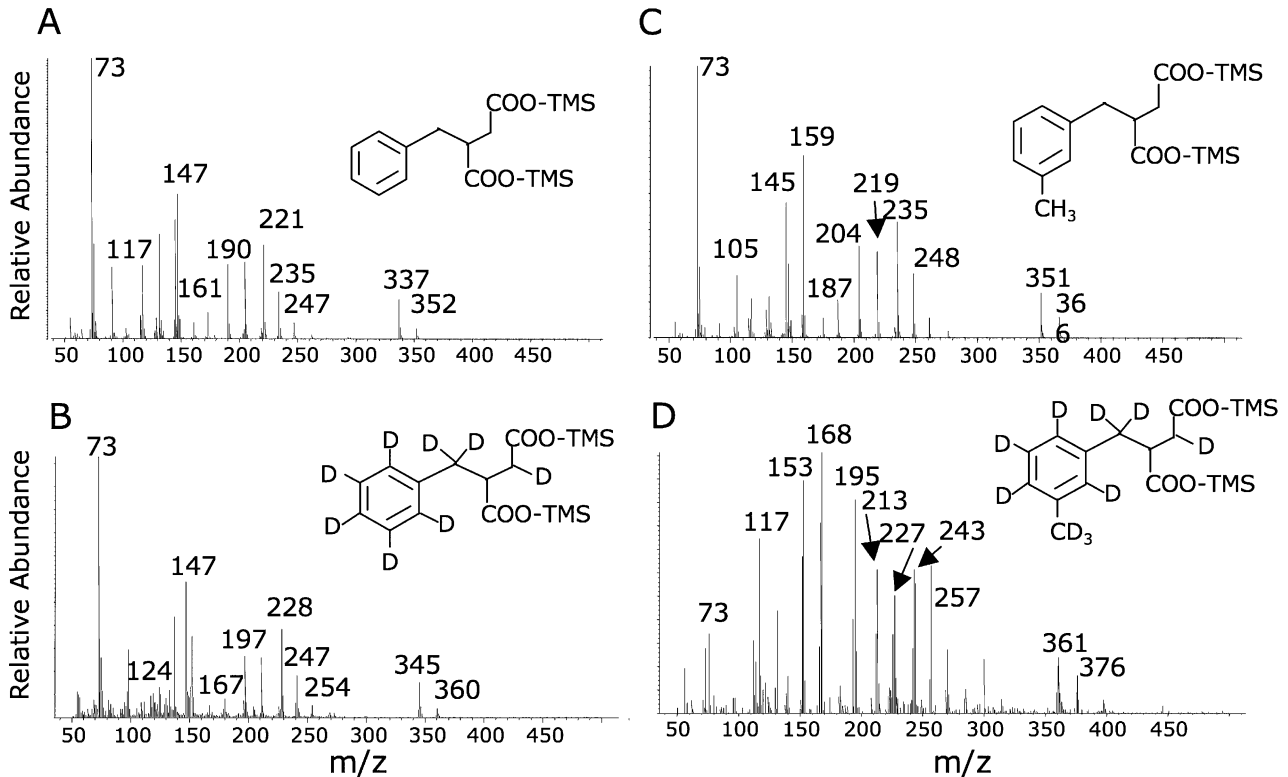 A
Relative Abundance
73
117
147
161
190
221
235
247
337
352
COO-TMS
COO-TMS
50 100 150 200 250 300 350 400 450
C
73
105
145
159
187
204
219
235
248
351
36
6
COO-TMS
COO-TMS
CH3
50 100 150 200 250 300 350 400 450
B
Relative Abundance
73
124
147
167
197
228
247
254
345
360
D D D
COO-TMS
D
D
D
D
D
COO-TMS
50 100 150 200 250 300 350 400 450
m/z
D
73
117
153
168
195
213
227
243
257
361
376
D D D
COO-TMS
D
D
D
D
COO-TMS
CD3
50 100 150 200 250 300 350 400 450
m/z